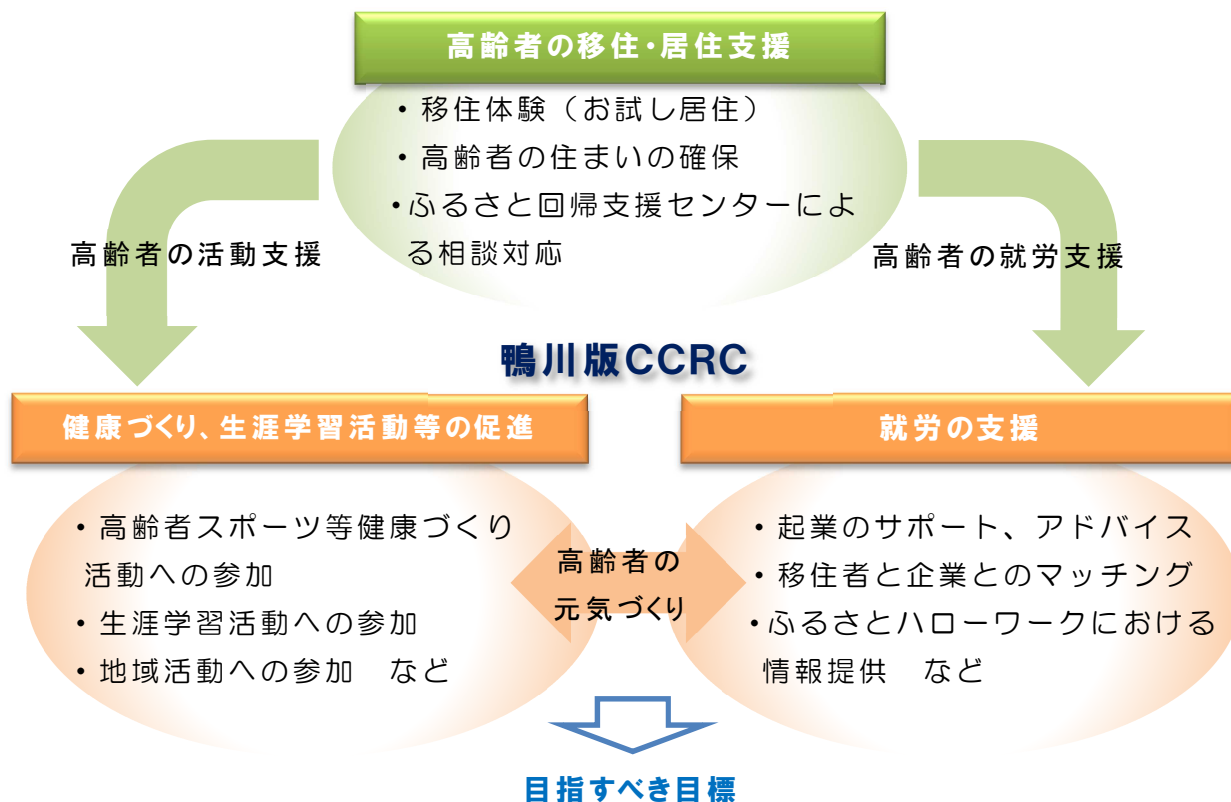 高齢者の移住・居住支援
・移住体験（お試し居住）
・高齢者の住まいの確保
・ふるさと回帰支援センターによ
る相談対応
高齢者の活動支援
高齢者の就労支援
鴨川版CCRC
健康づくり、生涯学習活動等の促進
・高齢者スポーツ等健康づくり
活動への参加
・生涯学習活動への参加
・地域活動への参加　など
高齢者の
元気づくり
就労の支援
・起業のサポート、アドバイス
・移住者と企業とのマッチング
・ふるさとハローワークにおける
情報提供　など
目指すべき目標